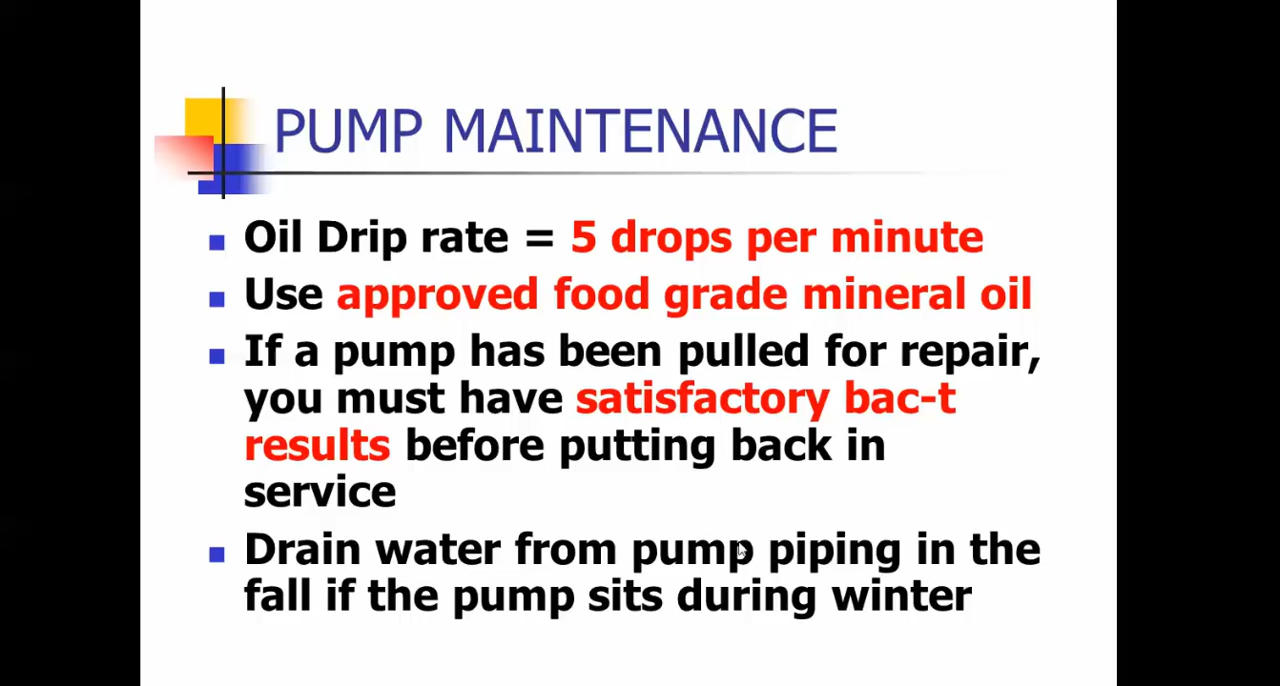 PUMP MAINTENANCE
Oil Drip rate = 5 drops per minute
Use approved food grade mineral oil
If a pump has been pulled for repair,
you must have satisfactory bac-t
results before putting back in
service
Drain water from pump piping in the
fall if the pump sits during winter